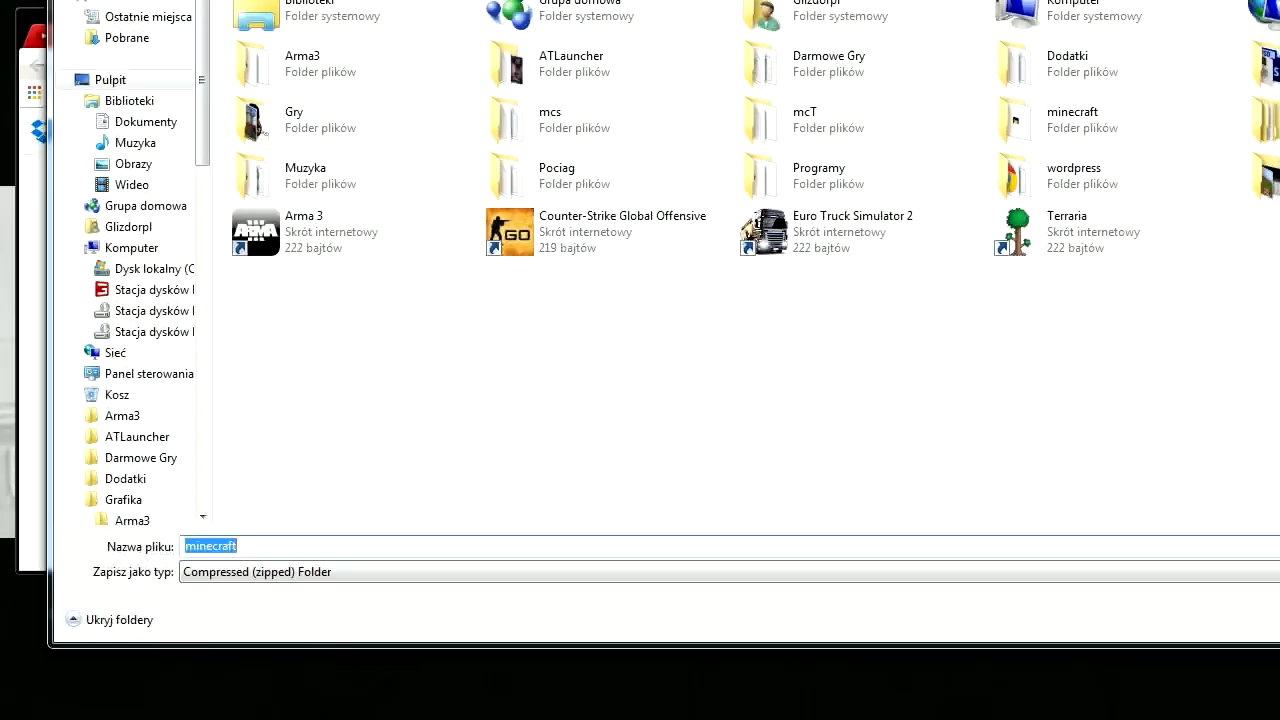 Ostatnie miejsca
Pobrane
Pulpit
Biblioteki
Dokumenty
Muzyka
Obrazy
Wideo
Grupa domowa
Glizdorpl
Komputer
Dysk lokalny (C
Stacja dysków
Stacja dysków
Stacja dysków
Sieć
Panel sterowania
Kosz
Arma3
ATLauncher
Darmowe Gry
Dodatki
Grafika
Arma3
Biblioteki
Folder systemowy
Grupa domowa
Folder systemowy
Glizdorpl
Folder systemowy
Komputer
Folder systemowy
Arma3
Folder plików
ATLauncher
Folder plików
Darmowe Gry
Folder plików
Dodatki
Folder plików
Gry
Folder plików
mcs
Folder plików
mcT
Folder plików
minecraft
Folder plików
Muzyka
Folder plików
Pociag
Folder plików
Programy
Folder plików
wordpress
Folder plików
ARMA
III
Arma 3
Skrót internetowy
222 bajtów
GO
Counter-Strike Global Offensive
Skrót internetowy
219 bajtów
Euro Truck Simulator 2
Skrót internetowy
222 bajtów
Terraria
Skrót internetowy
222 bajtów
Nazwa pliku: minecraft
Zapisz jako typ: Compressed (zipped) Folder
Ukryj foldery